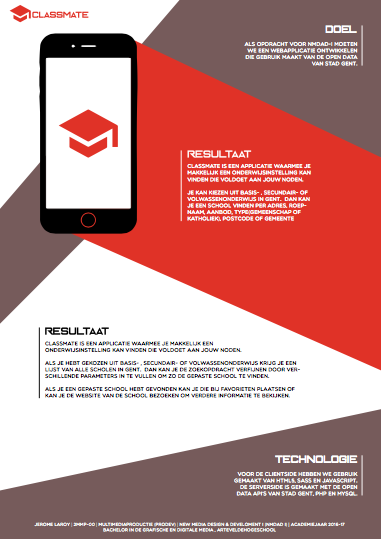 CLASSMATE
DOEL
ALS OPDRACHT VOOR NMDAD-I MOETEN
WE EEN WEBAPPLICATIE ONTWIKKELEN
DIE GEBRUIK MAAKT VAN DE OPEN DATA
VAN STAD GENT.
RESULTAAT
CLASSMATE IS EEN APPLICATIE WAARMEE JE
MAKKELIJK EEN ONDERWIJSINSTELLING KAN
VINDEN DIE VOLDOET AAN JOUW NODEN.
JE KAN KIEZEN UIT BASIS- , SECUNDAIR- OF
VOLWASSENONDERWIJS IN GENT. DAN KAN
JE EEN SCHOOL VINDEN PER ADRES, ROEP-
NAAM, AANBOD, TYPE(GEMEENSCHAP OF
KATHOLIEK), POSTCODE OF GEMEENTE
RESULTAAT
CLASSMATE IS EEN APPLICATIE WAARMEE JE MAKKELIJK EEN
ONDERWIJSINSTELLING KAN VINDEN DIE VOLDOET AAN JOUW NODEN.
ALS JE HEBT GEKOZEN UIT BASIS- , SECUNDAIR- OF VOLWASSENONDERWIJS KRIJG JE EEN
LIJST VAN ALLE SCHOLEN IN GENT. DAN KAN JE DE ZOEKOPDRACHT VERFIJNEN DOOR VER-
SCHILLENDE PARAMETERS IN TE VULLEN OM ZO DE GEPASTE SCHOOL TE VINDEN.
ALS JE EEN GEPASTE SCHOOL HEBT GEVONDEN KAN JE DIE BIJ FAVORIETEN PLAATSEN OF
KAN JE DE WEBSITE VAN DE SCHOOL BEZOEKEN OM VERDERE INFORMATIE TE BEKIJKEN.
TECHNOLOGIE
VOOR DE CLIENTSIDE HEBBEN WE GEBRUIK
GEMAAKT VAN HTML5, SASS EN JAVASCRIPT.
DE SERVERSIDE IS GEMAAKT MET DE OPEN
DATA API'S VAN STAD GENT, PHP EN MYSQL.
JEROME LAROY | 2MMP-00 | MULTIMEDIAPRODUCTIE (PRODEV) | NEW MEDIA DESIGN & DEVELOMENT I (NMDAD I) | ACADEMIEJAAR 2016-17
BACHELOR IN DE GRAFISCHE EN DIGITALE MEDIA , ARTEVELDEHOGESCHOOL